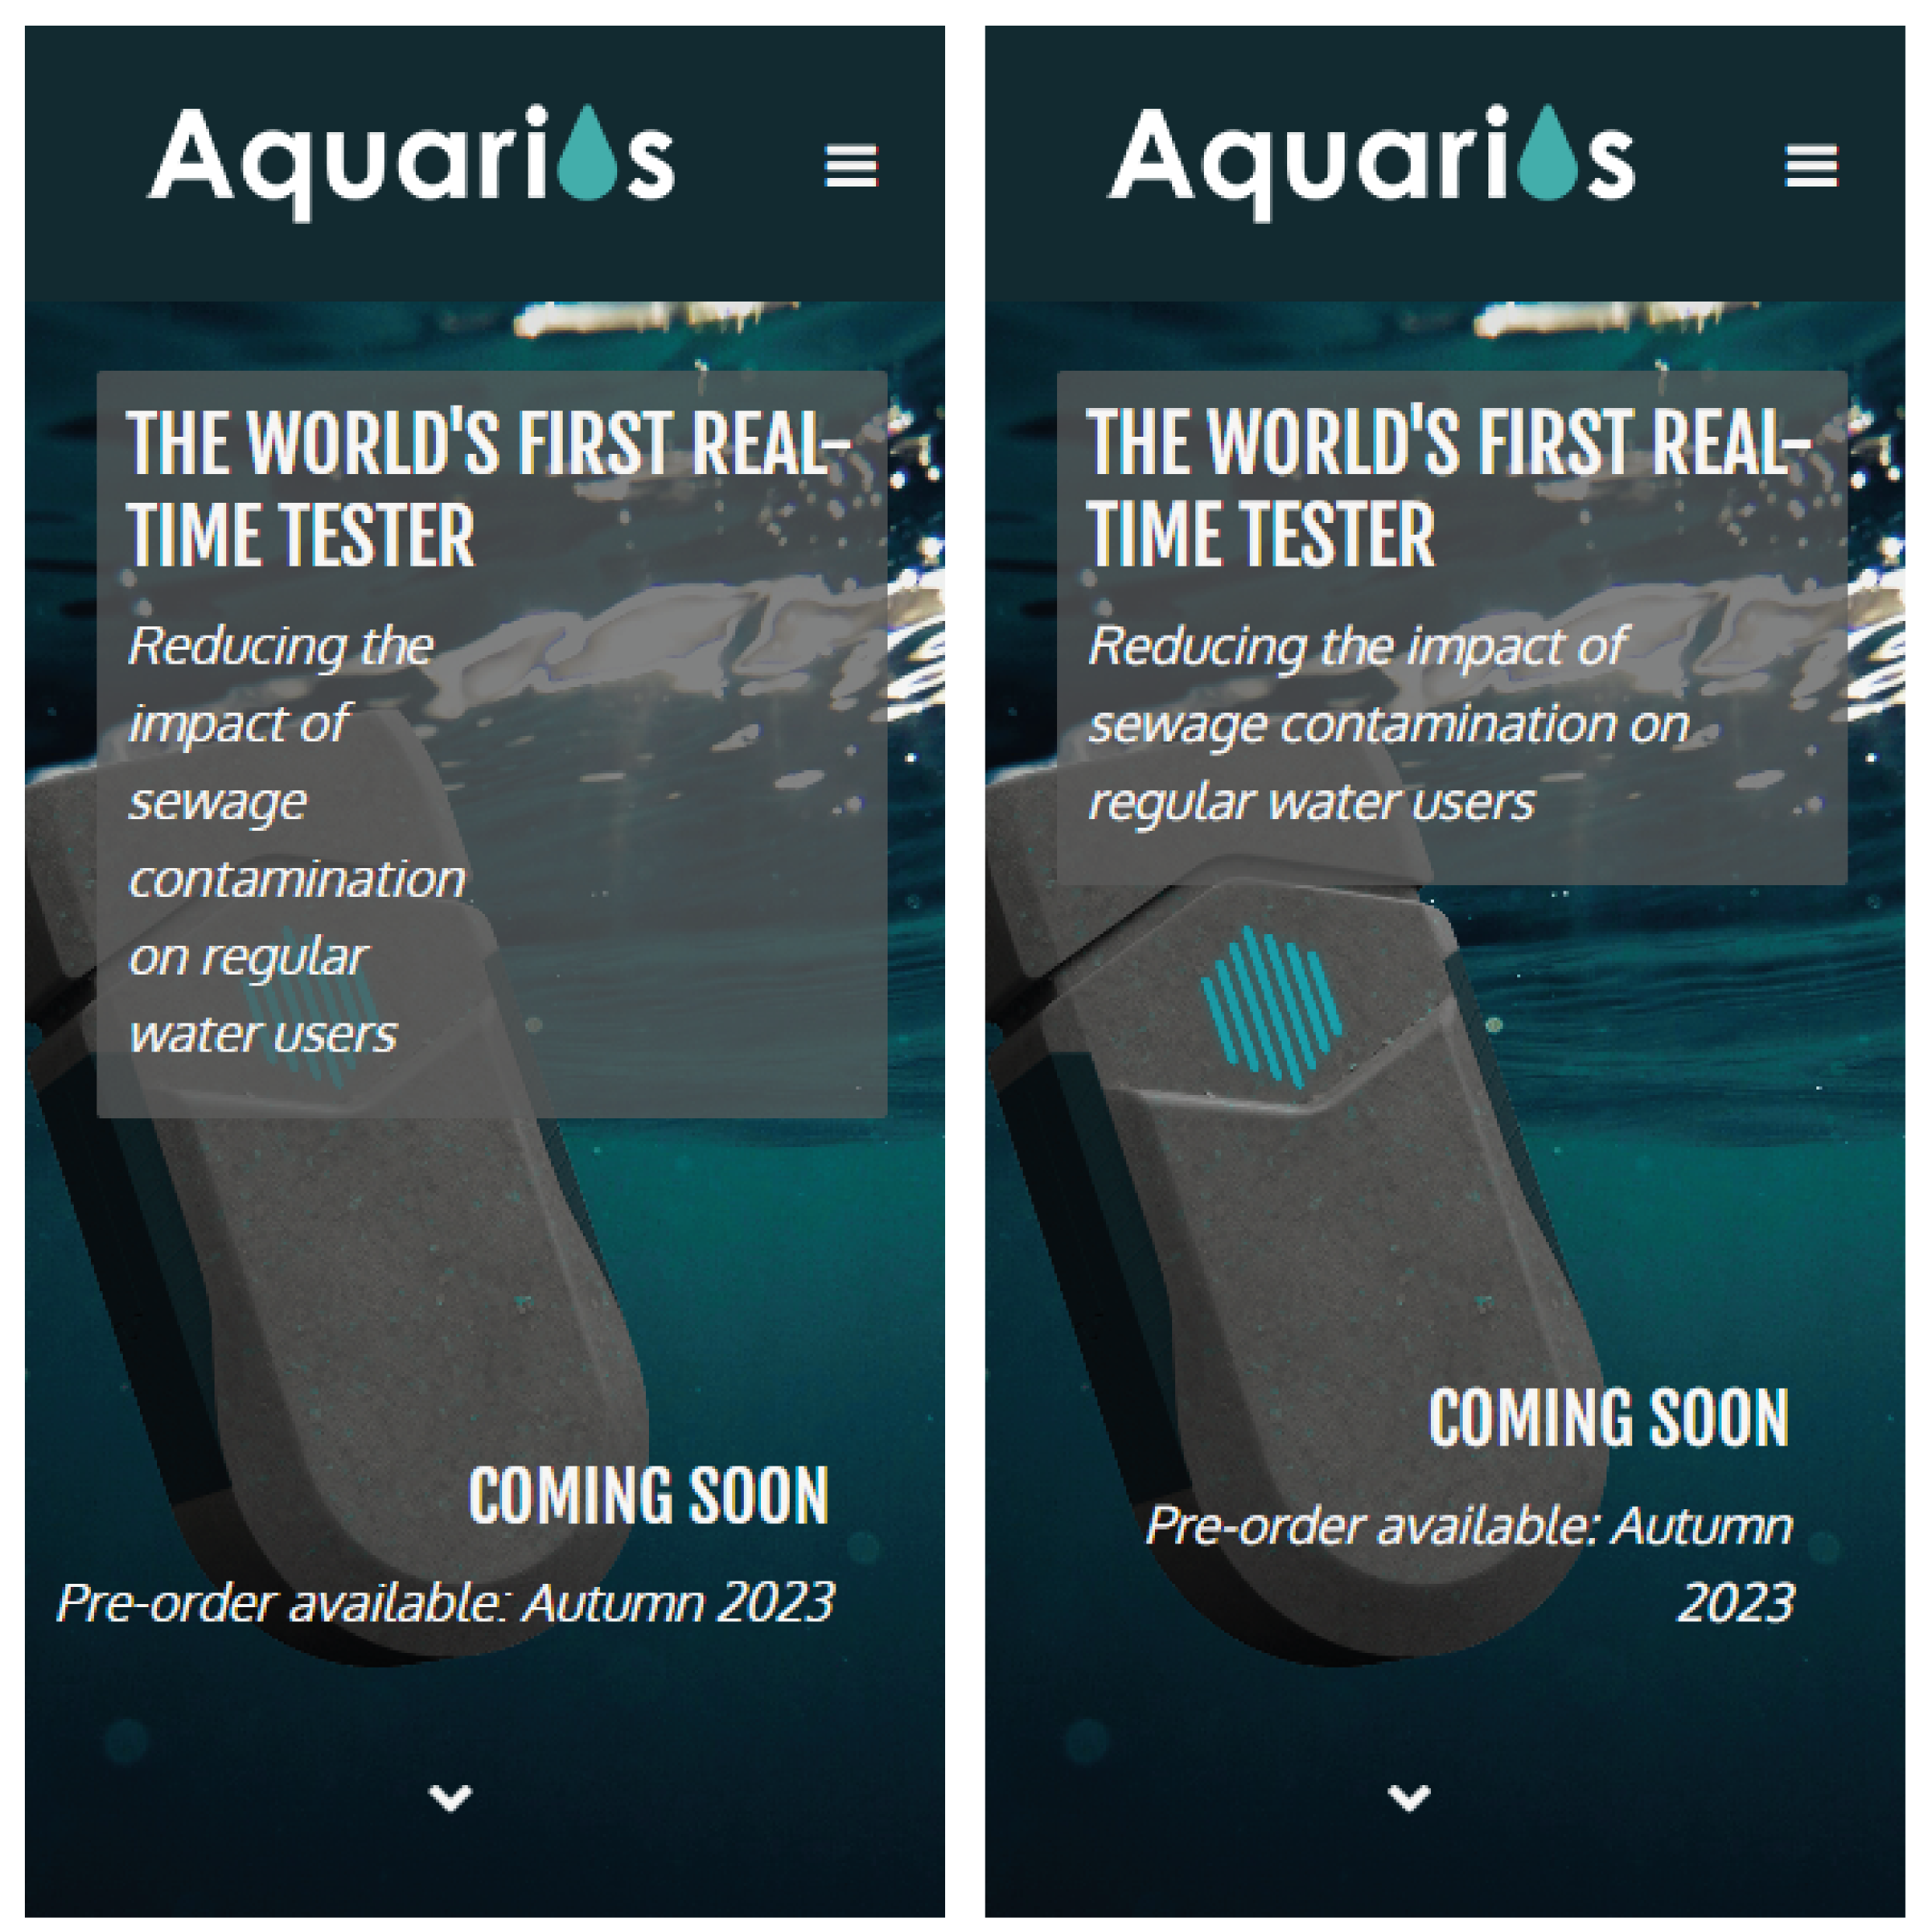 Aquarios
THE WORLD'S FIRST REAL-
TIME TESTER
Reducing the
impact of
sewage
contamination
on regular
water users
COMING SOON
Pre-order available: Autumn 2023
Aquarios
THE WORLD'S FIRST REAL-
TIME TESTER
Reducing the impact of
sewage contamination on
regular water users
COMING SOON
Pre-order available: Autumn
2023